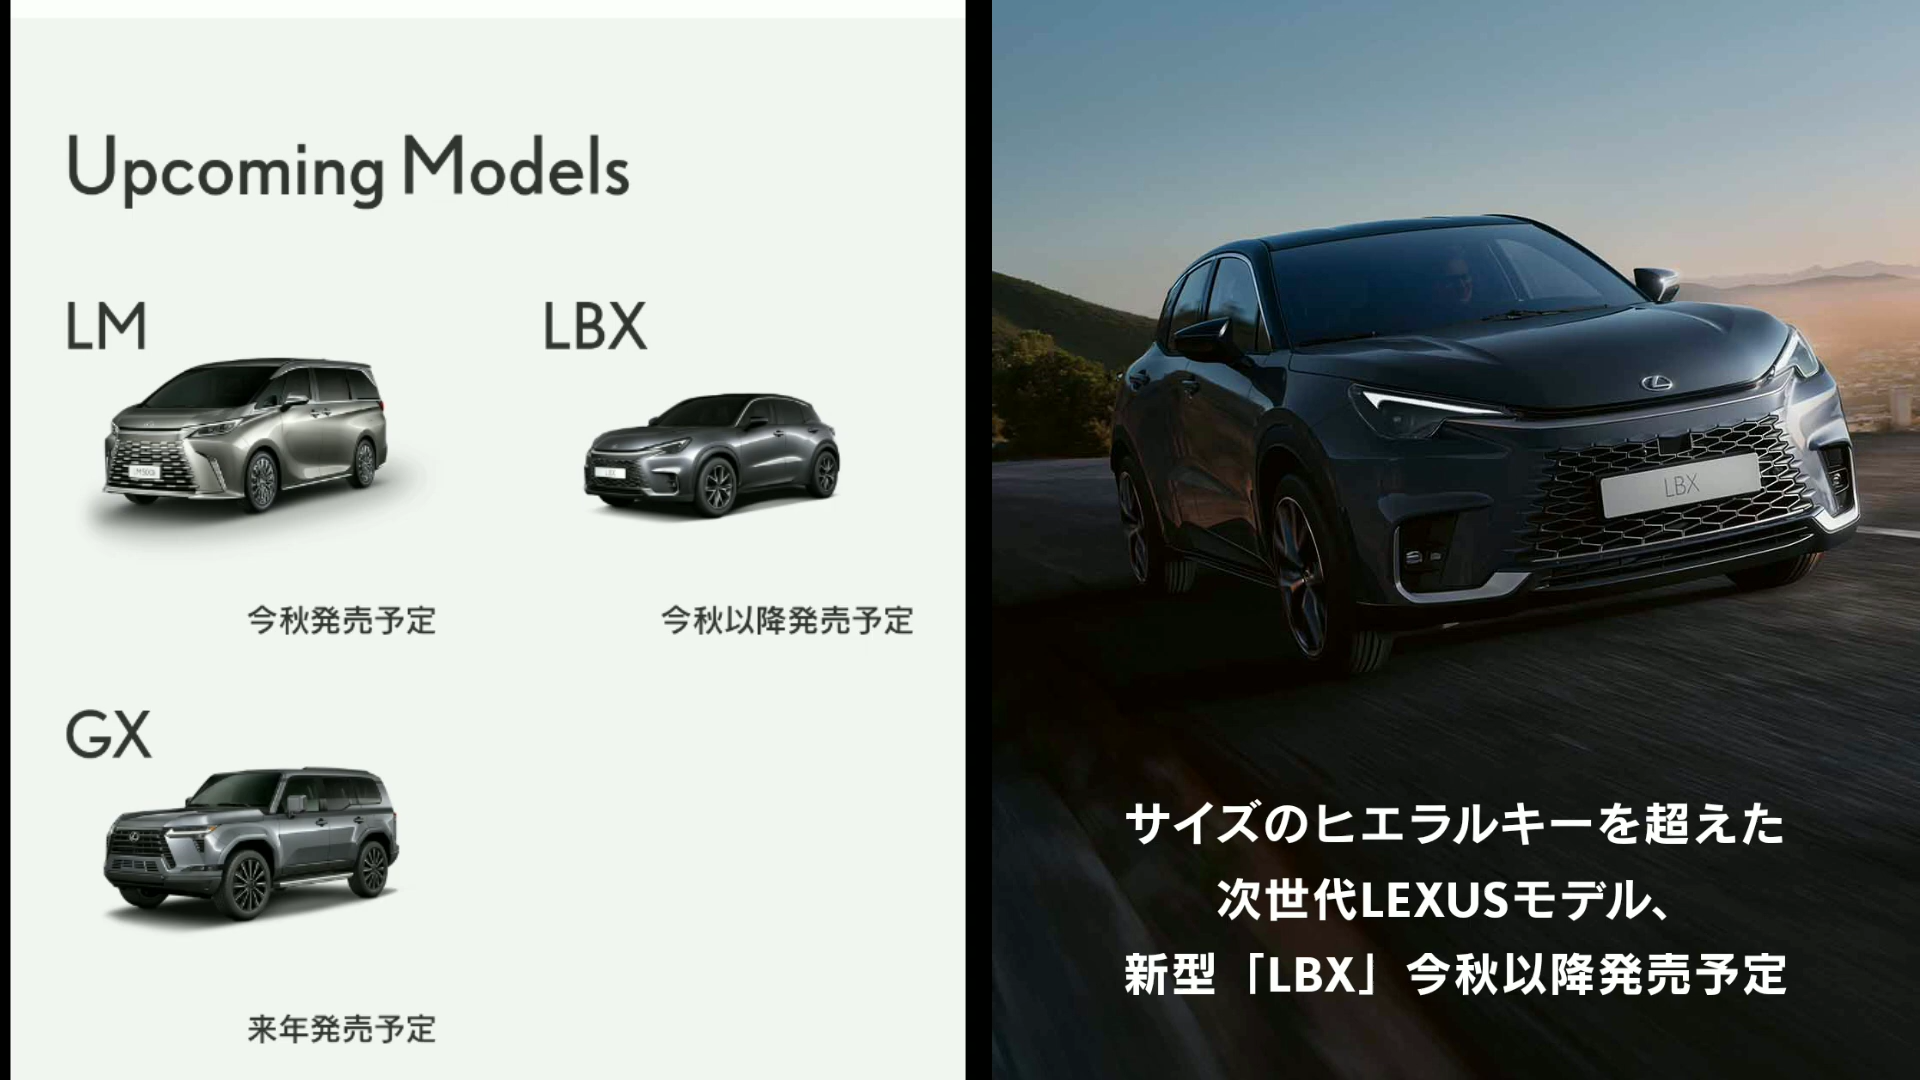 Upcoming Models
LM
LBX
LBX
今秋発売予定
今秋以降発売予定
GX
来年発売予定
LBX
サイズのヒエラルキーを超えた
次世代LEXUSモデル、
新型「LBX」今秋以降発売予定